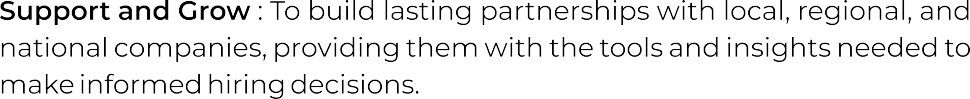 Support and Grow : To build lasting partnerships with local, regional, and
national companies, providing them with the tools and insights needed to
make informed hiring decisions.